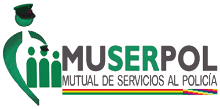 MUSERPOL
MUTUAL DE SERVICIOS AL POLICÍA